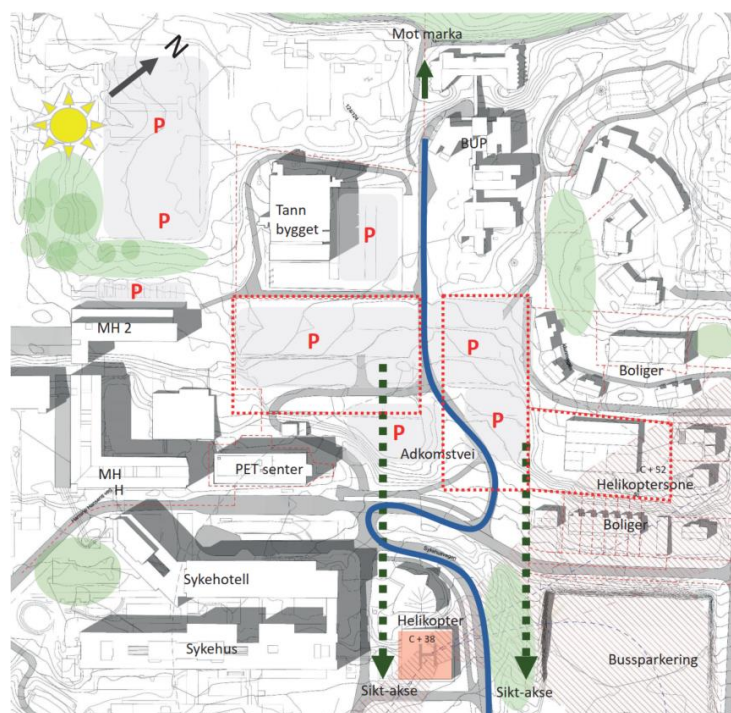 Mot marka
N
P
BUP
Tann
bygget
P
P
P
MH 2
P
P
Boliger
P
P
Adkomstvei
C + 52
Helikopterspne
PET senter
MH
H
Boliger
Sykehotell
Helikopter
C + 38
H
Sykehus
Bussparkering
Sikt-akse
Sikt-akse